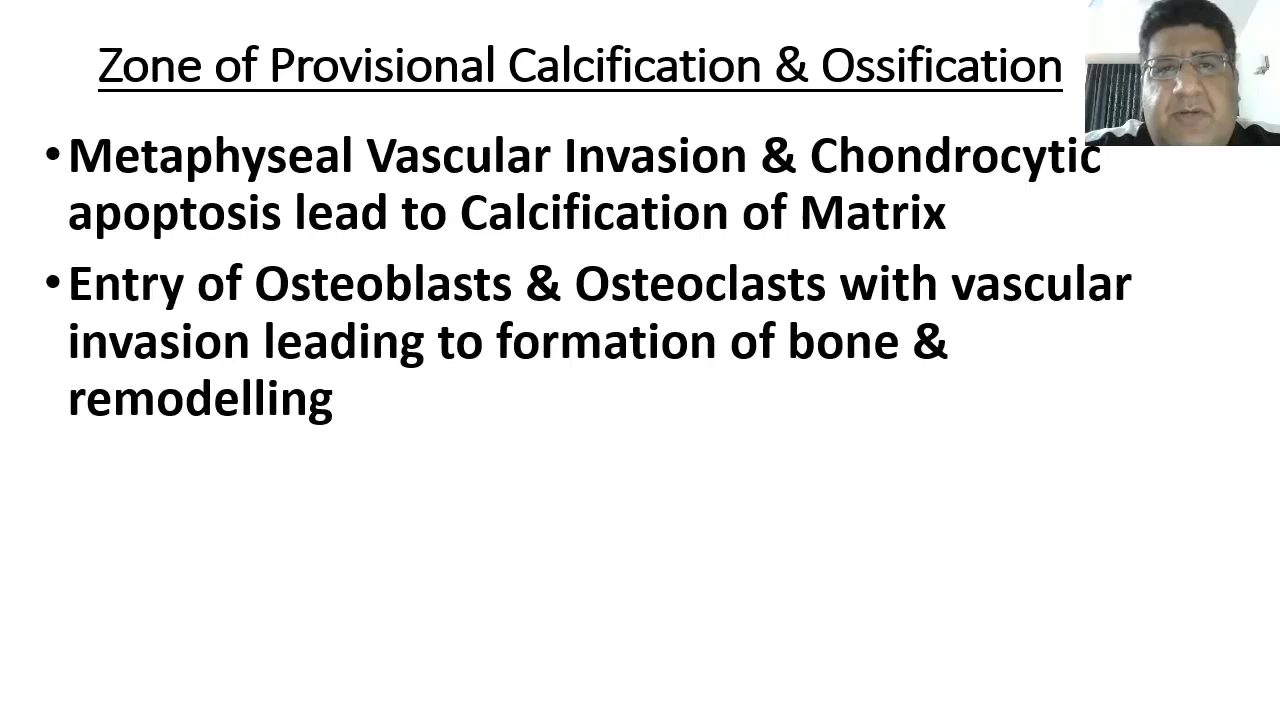 Zone of Provisional Calcification & Ossification
• Metaphyseal Vascular Invasion & Chondrocytic
apoptosis lead to Calcification of Matrix
• Entry of Osteoblasts & Osteoclasts with vascular
invasion leading to formation of bone &
remodelling